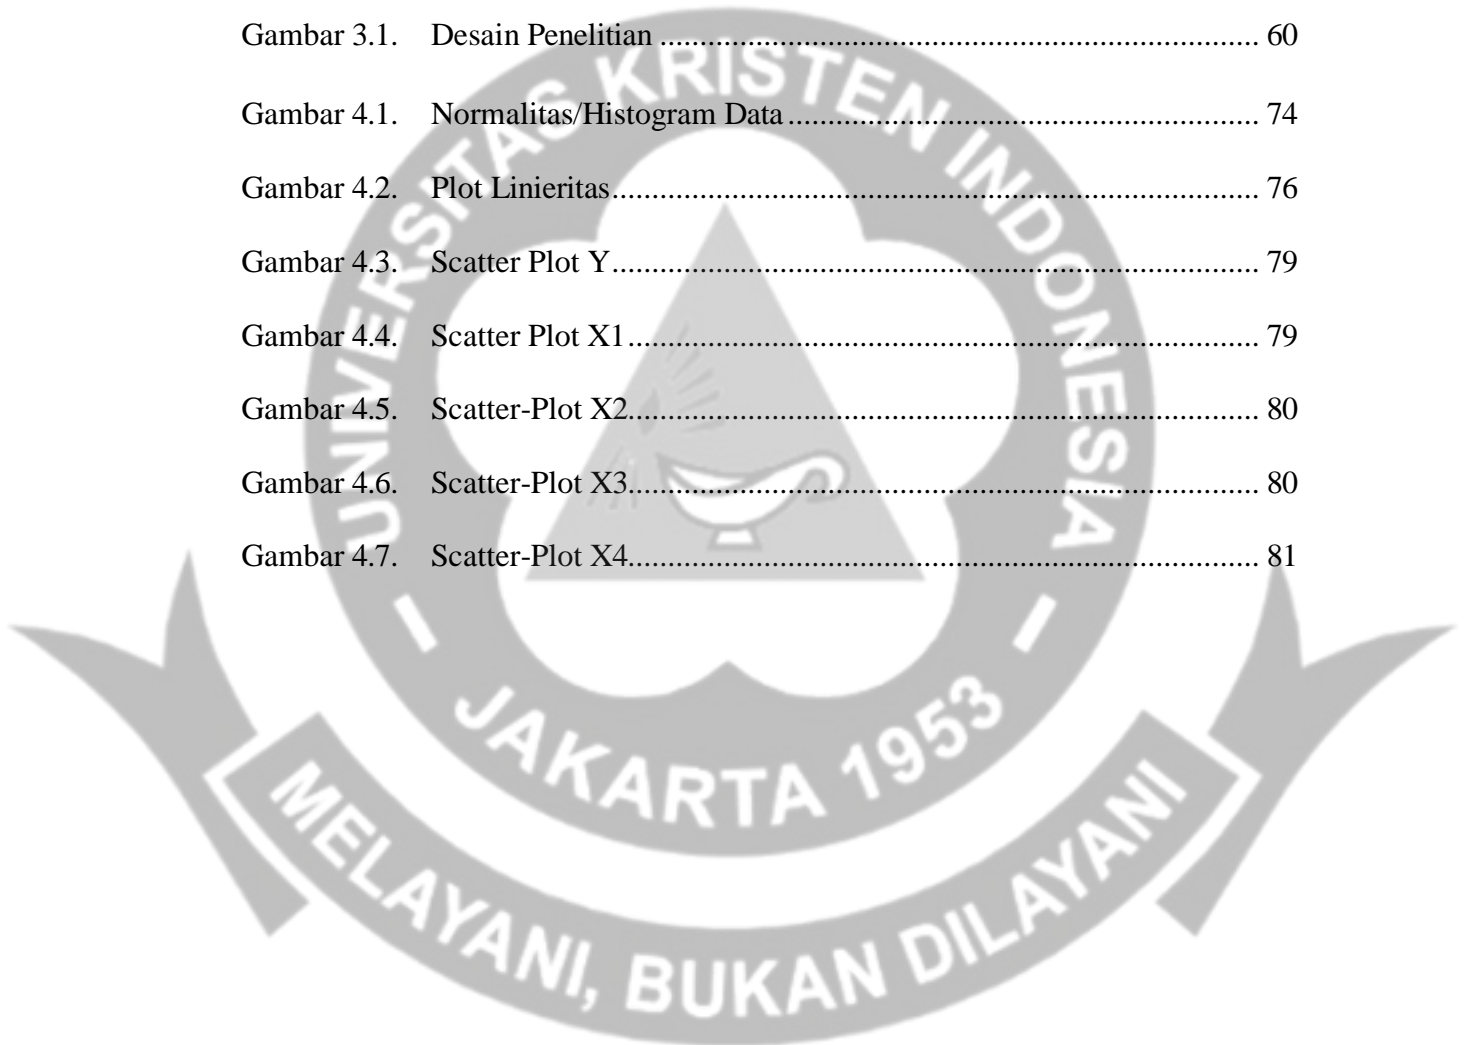 Gambar 3.1. Desain Penelitian ........................................................................... 60
Gambar 4.1. Normalitas/Histogram Data ........................................................... 74
Gambar 4.2. Plot Linieritas ................................................................................. 76
Gambar 4.3. Scatter Plot Y ................................................................................. 79
Gambar 4.4. Scatter Plot X1 ............................................................................... 79
Gambar 4.5. Scatter-Plot X2 ............................................................................... 80
Gambar 4.6. Scatter-Plot X3 ............................................................................... 80
Gambar 4.7. Scatter-Plot X4 ............................................................................... 81
UNIVERSITAS KRISTEN INDONESIA
- JAKARTA 1953 -
MELAYANI, BUKAN DILAYANI